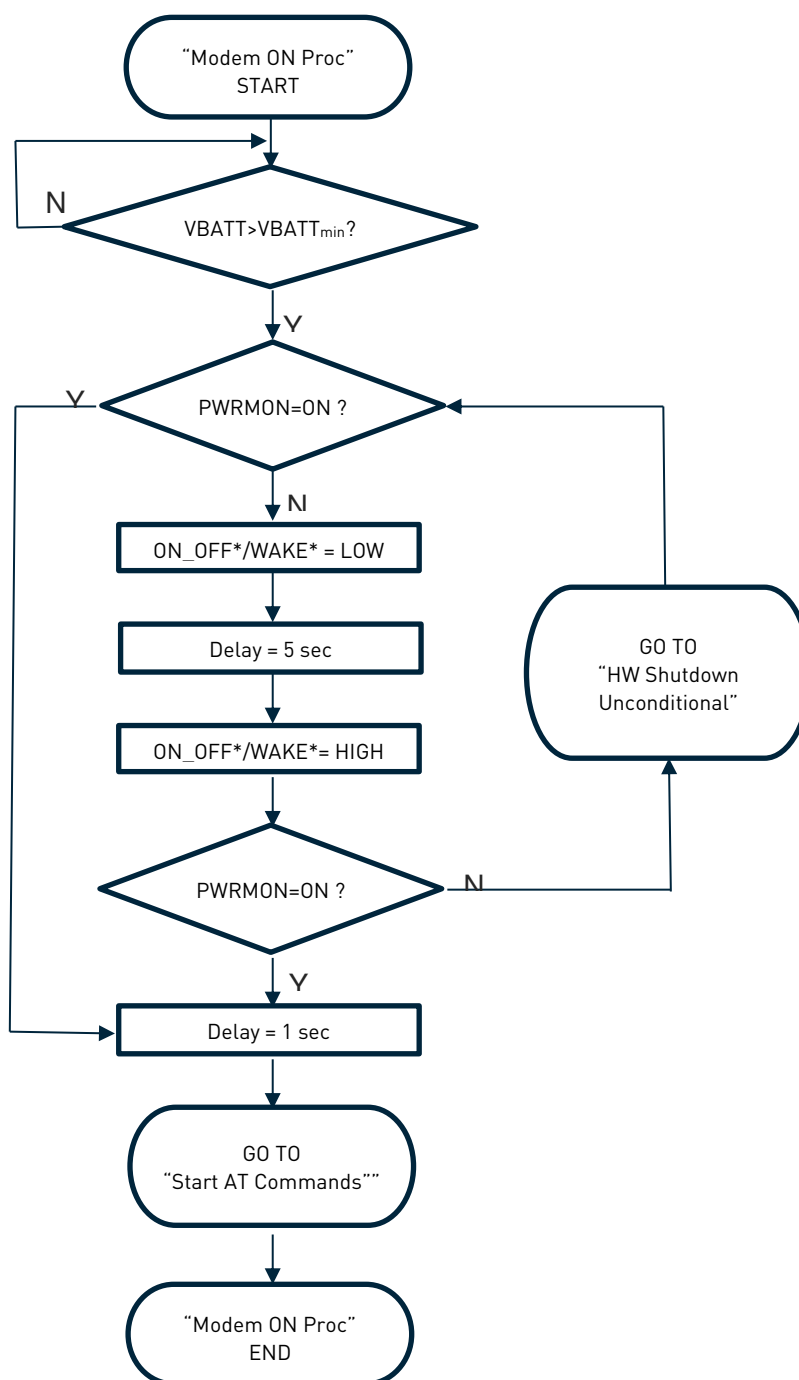 “Modem ON Proc”
START
N
VBATT>VBATTmin?
Y
Y
PWRMON=ON ?
N
ON_OFF*/WAKE* = LOW
Delay = 5 sec
GO TO
“HW Shutdown
Unconditional”
ON_OFF*/WAKE*= HIGH
PWRMON=ON ?
N
Y
Delay = 1 sec
GO TO
“Start AT Commands””
“Modem ON Proc”
END